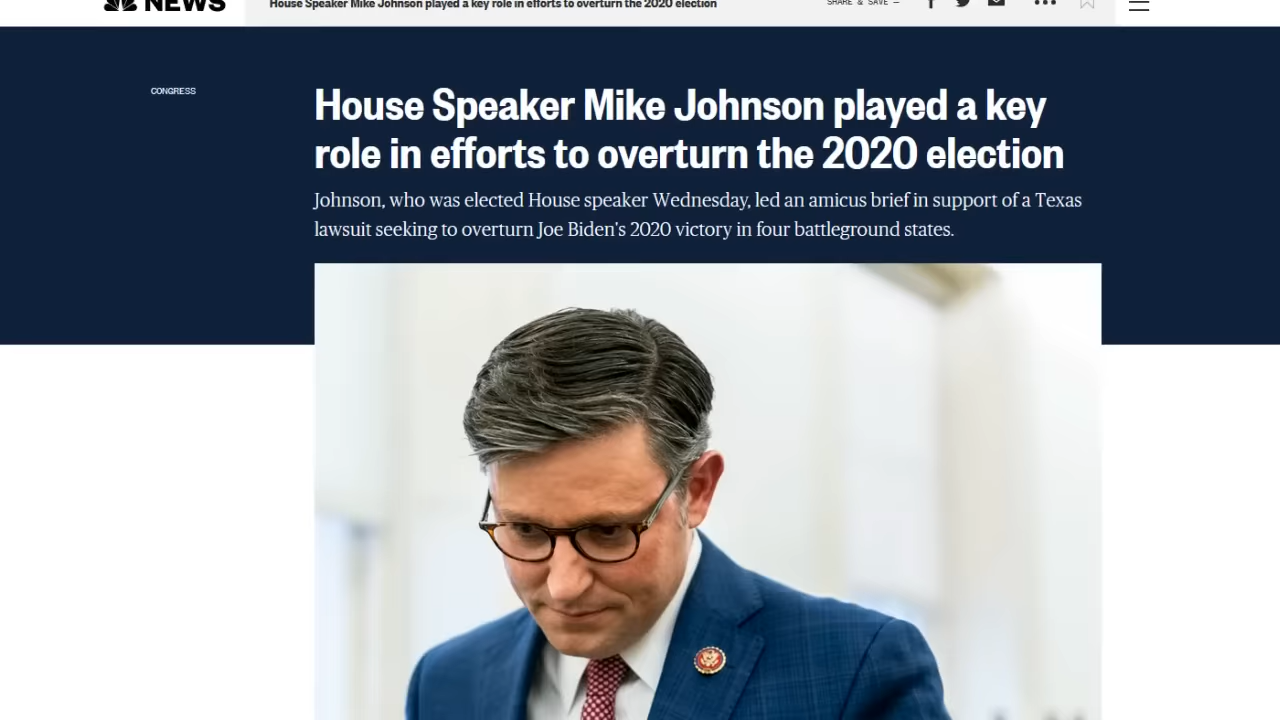 NEWS
House Speaker Mike Johnson played a key role in efforts to overturn the 2020 election
SHARE & SAVE —
CONGRESS
House Speaker Mike Johnson played a key
role in efforts to overturn the 2020 election
Johnson, who was elected House speaker Wednesday, led an amicus brief in support of a Texas
lawsuit seeking to overturn Joe Biden's 2020 victory in four battleground states.